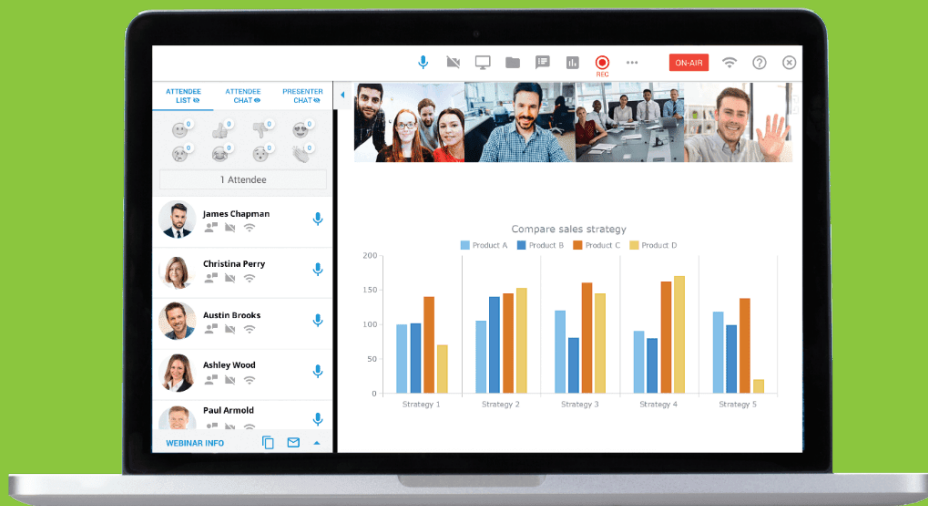 REC
ON-AIR
ATTENDEE LIST
ATTENDEE CHAT
PRESENTER CHAT
0 0 0 0
0 0 0 0
1 Attendee
James Chapman
Christina Perry
Austin Brooks
Ashley Wood
Paul Armold
WEBINAR INFO
Compare sales strategy
Product A Product B Product C Product D
200
150
100
50
0
Strategy 1 Strategy 2 Strategy 3 Strategy 4 Strategy 5